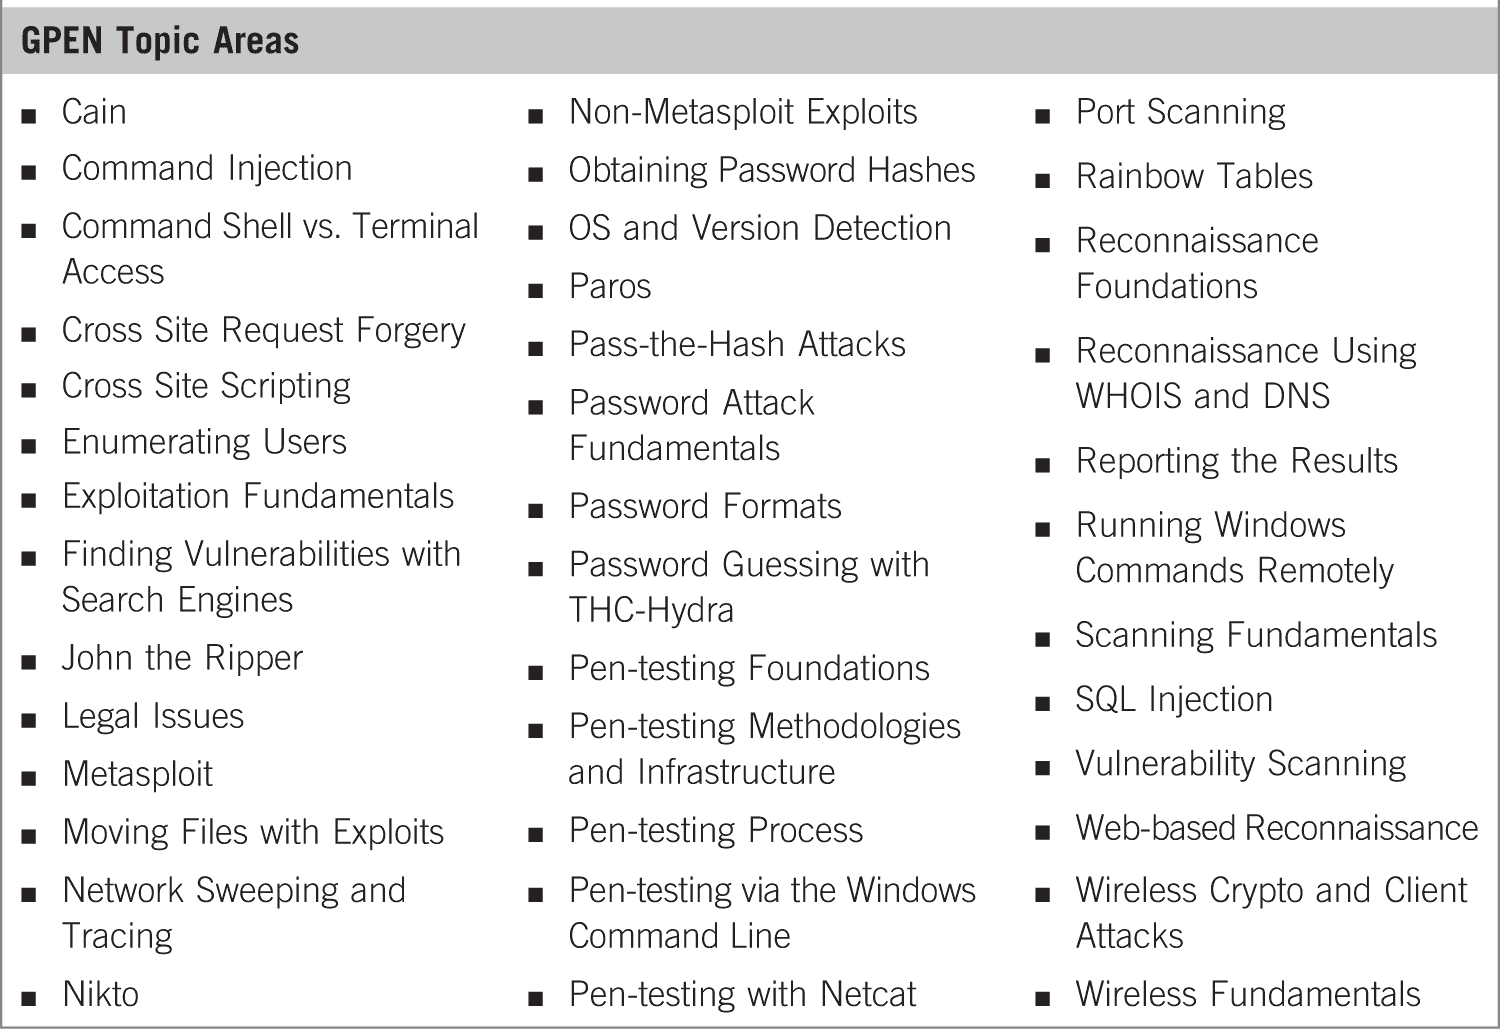 GPEN Topic Areas
■ Cain
■ Command Injection
■ Command Shell vs. Terminal
Access
■ Cross Site Request Forgery
■ Cross Site Scripting
■ Enumerating Users
■ Exploitation Fundamentals
■ Finding Vulnerabilities with
Search Engines
■ John the Ripper
■ Legal Issues
■ Metasploit
■ Moving Files with Exploits
■ Network Sweeping and
Tracing
■ Nikto
■ Non-Metasploit Exploits
■ Obtaining Password Hashes
■ OS and Version Detection
■ Paros
■ Pass-the-Hash Attacks
■ Password Attack
Fundamentals
■ Password Formats
■ Password Guessing with
THC-Hydra
■ Pen-testing Foundations
■ Pen-testing Methodologies
and Infrastructure
■ Pen-testing Process
■ Pen-testing via the Windows
Command Line
■ Pen-testing with Netcat
■ Port Scanning
■ Rainbow Tables
■ Reconnaissance
Foundations
■ Reconnaissance Using
WHOIS and DNS
■ Reporting the Results
■ Running Windows
Commands Remotely
■ Scanning Fundamentals
■ SQL Injection
■ Vulnerability Scanning
■ Web-based Reconnaissance
■ Wireless Crypto and Client
Attacks
■ Wireless Fundamentals